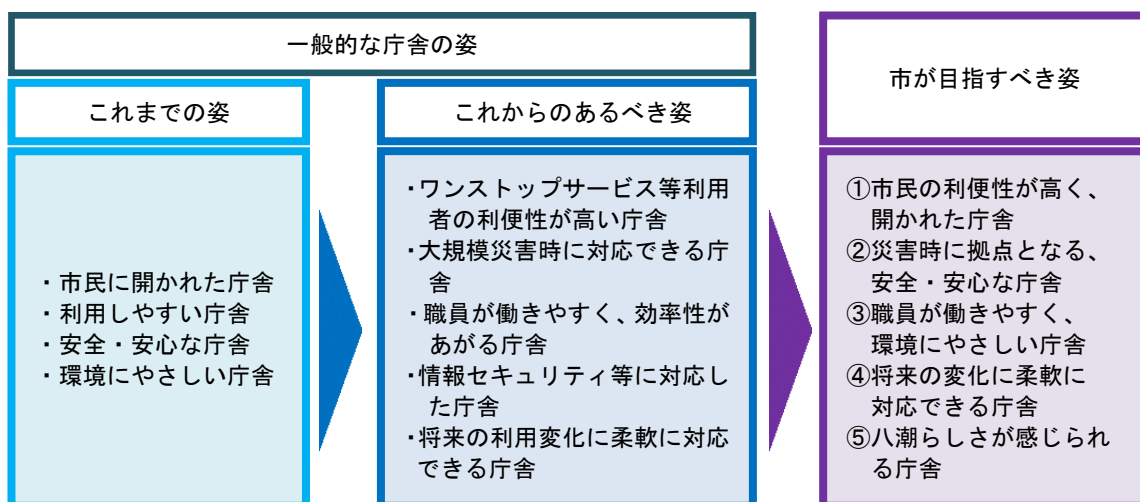 一般的な庁舎の姿
これまでの姿
・市民に開かれた庁舎
・利用しやすい庁舎
・安全・安心な庁舎
・環境にやさしい庁舎
これからのあるべき姿
・ワンストップサービス等利用
者の利便性が高い庁舎
・大規模災害時に対応できる庁
舎
・職員が働きやすく、効率性が
あがる庁舎
・情報セキュリティ等に対応し
た庁舎
・将来の利用変化に柔軟に対応
できる庁舎
市が目指すべき姿
①市民の利便性が高く、
開かれた庁舎
②災害時に拠点となる、
安全・安心な庁舎
③職員が働きやすく、
環境にやさしい庁舎
④将来の変化に柔軟に
対応できる庁舎
⑤八潮らしさが感じられ
る庁舎